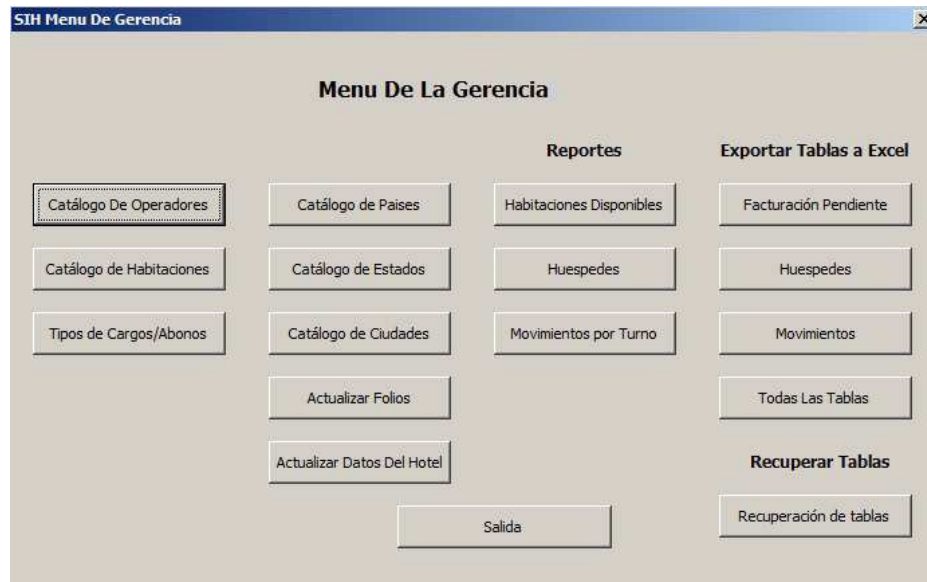 SIH Menu De Gerencia
Menu De La Gerencia
Reportes
Exportar Tablas a Excel
Catálogo De Operadores
Catálogo de Paises
Habitaciones Disponibles
Facturación Pendiente
Catálogo de Habitaciones
Catálogo de Estados
Huespedes
Huespedes
Tipos de Cargos/Abonos
Catálogo de Ciudades
Movimientos por Turno
Movimientos
Actualizar Folios
Todas Las Tablas
Actualizar Datos Del Hotel
Recuperar Tablas
Salida
Recuperación de tablas